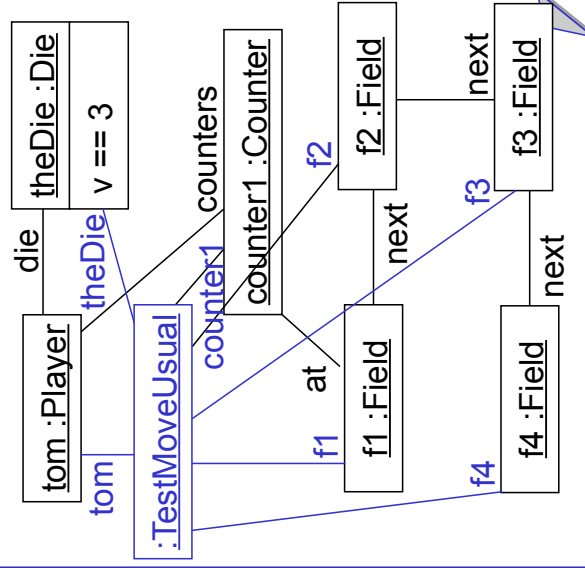 die
tom :Player
theDie :Die
tom
theDie
v == 3
:TestMoveUsual
counter1
counters
counter1 :Counter
f1
at
f2
f1 :Field
f2 :Field
next
f4
f3
next
f4 :Field
f3 :Field
next